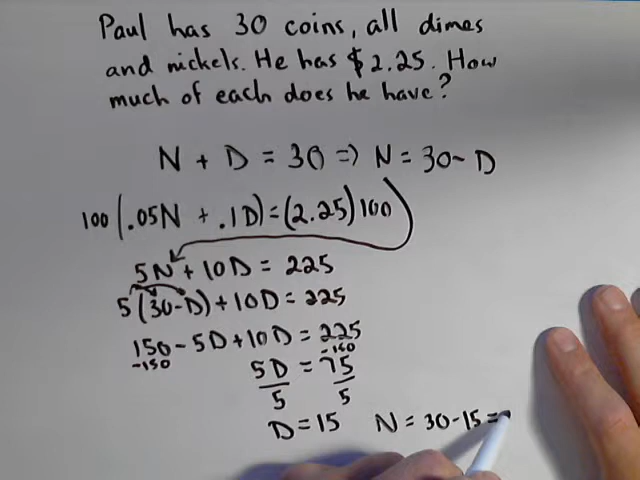 Paul has 30 coins, all dimes
and nickels. He has $2.25. How
much of each does he have?
N + D = 30 => N = 30 - D
100(.05N + .1D) = (2.25)100
5N + 10D = 225
5(30 - D) + 10D = 225
150 - 5D + 10D = 225
-150 -150
5D = 75
5 5
D = 15 N = 30 - 15 =